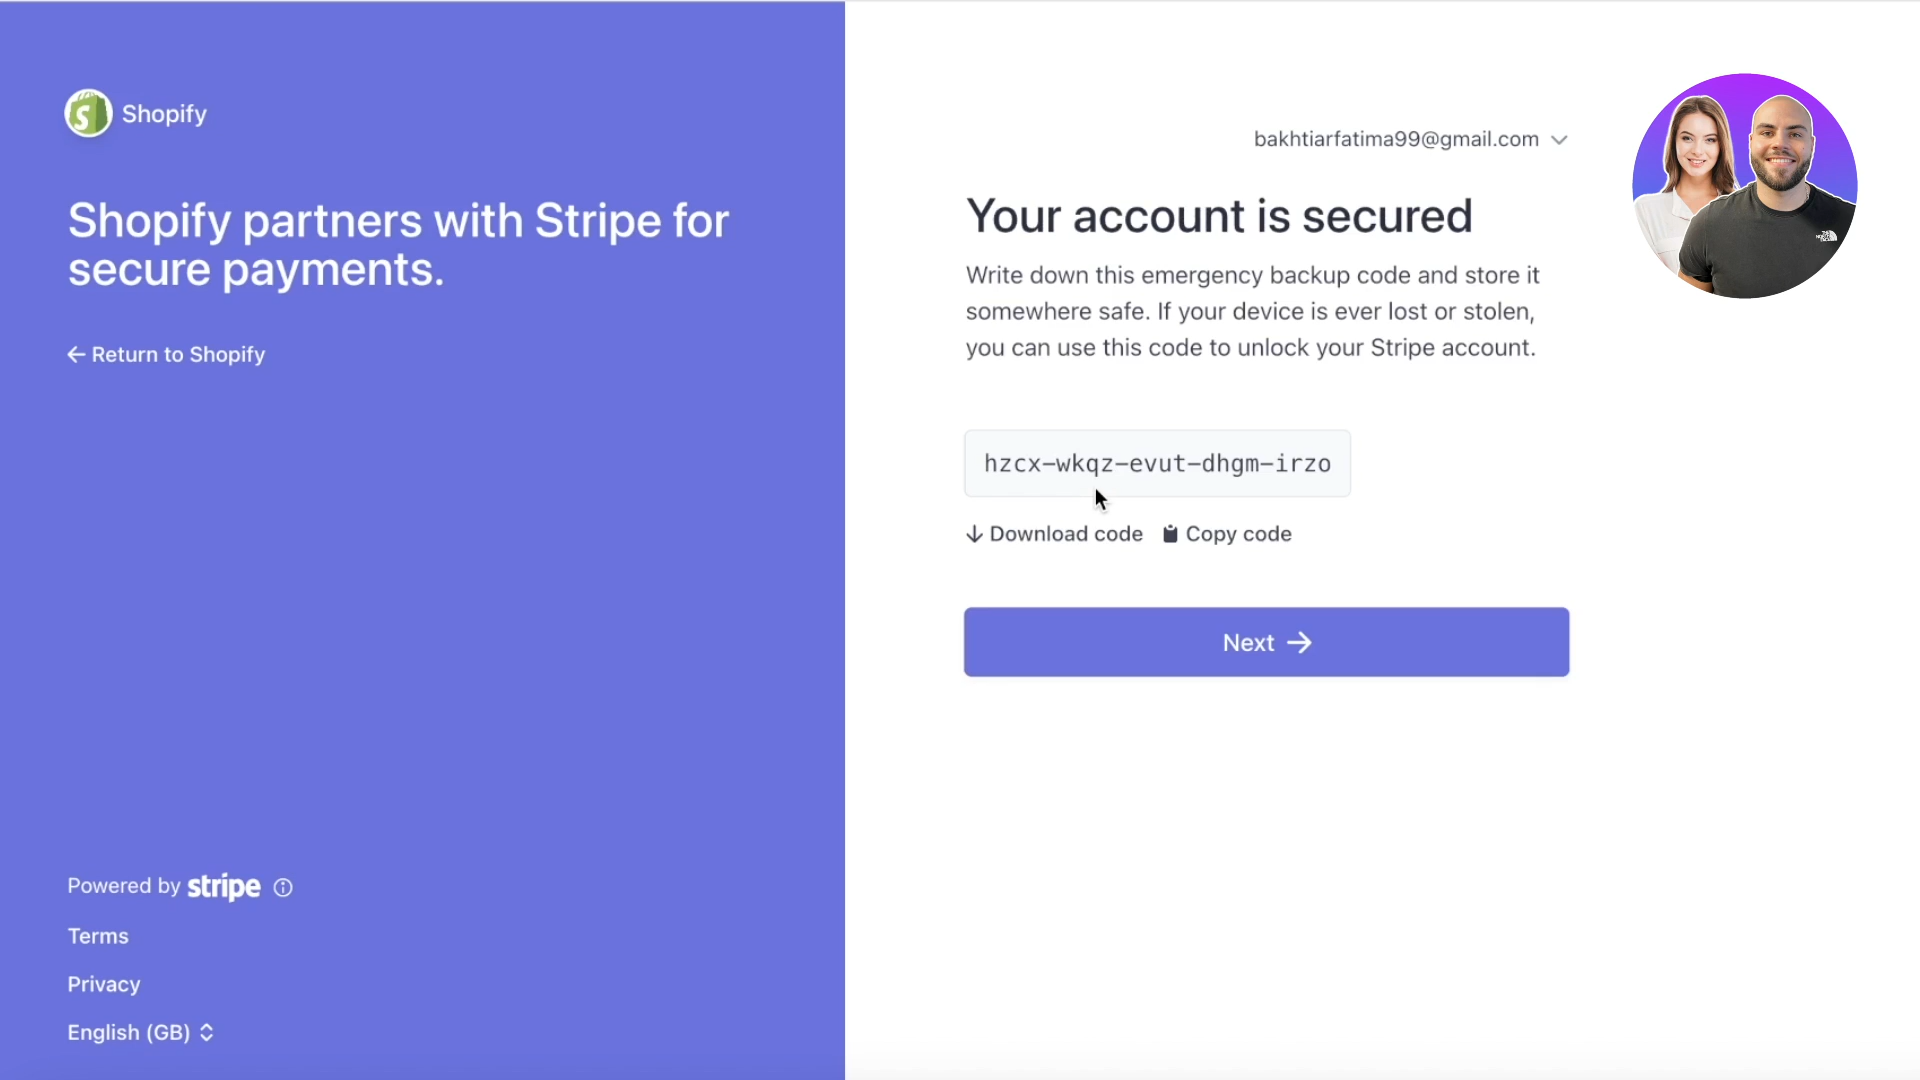 Shopify
Shopify partners with Stripe for
secure payments.
← Return to Shopify
Powered by stripe
Terms
Privacy
English (GB)
bakhtiarfatima99@gmail.com
Your account is secured
Write down this emergency backup code and store it
somewhere safe. If your device is ever lost or stolen,
you can use this code to unlock your Stripe account.
hzcx-wkqz-evut-dhgm-irzo
Download code Copy code
Next →
THE
NORTH
FACE